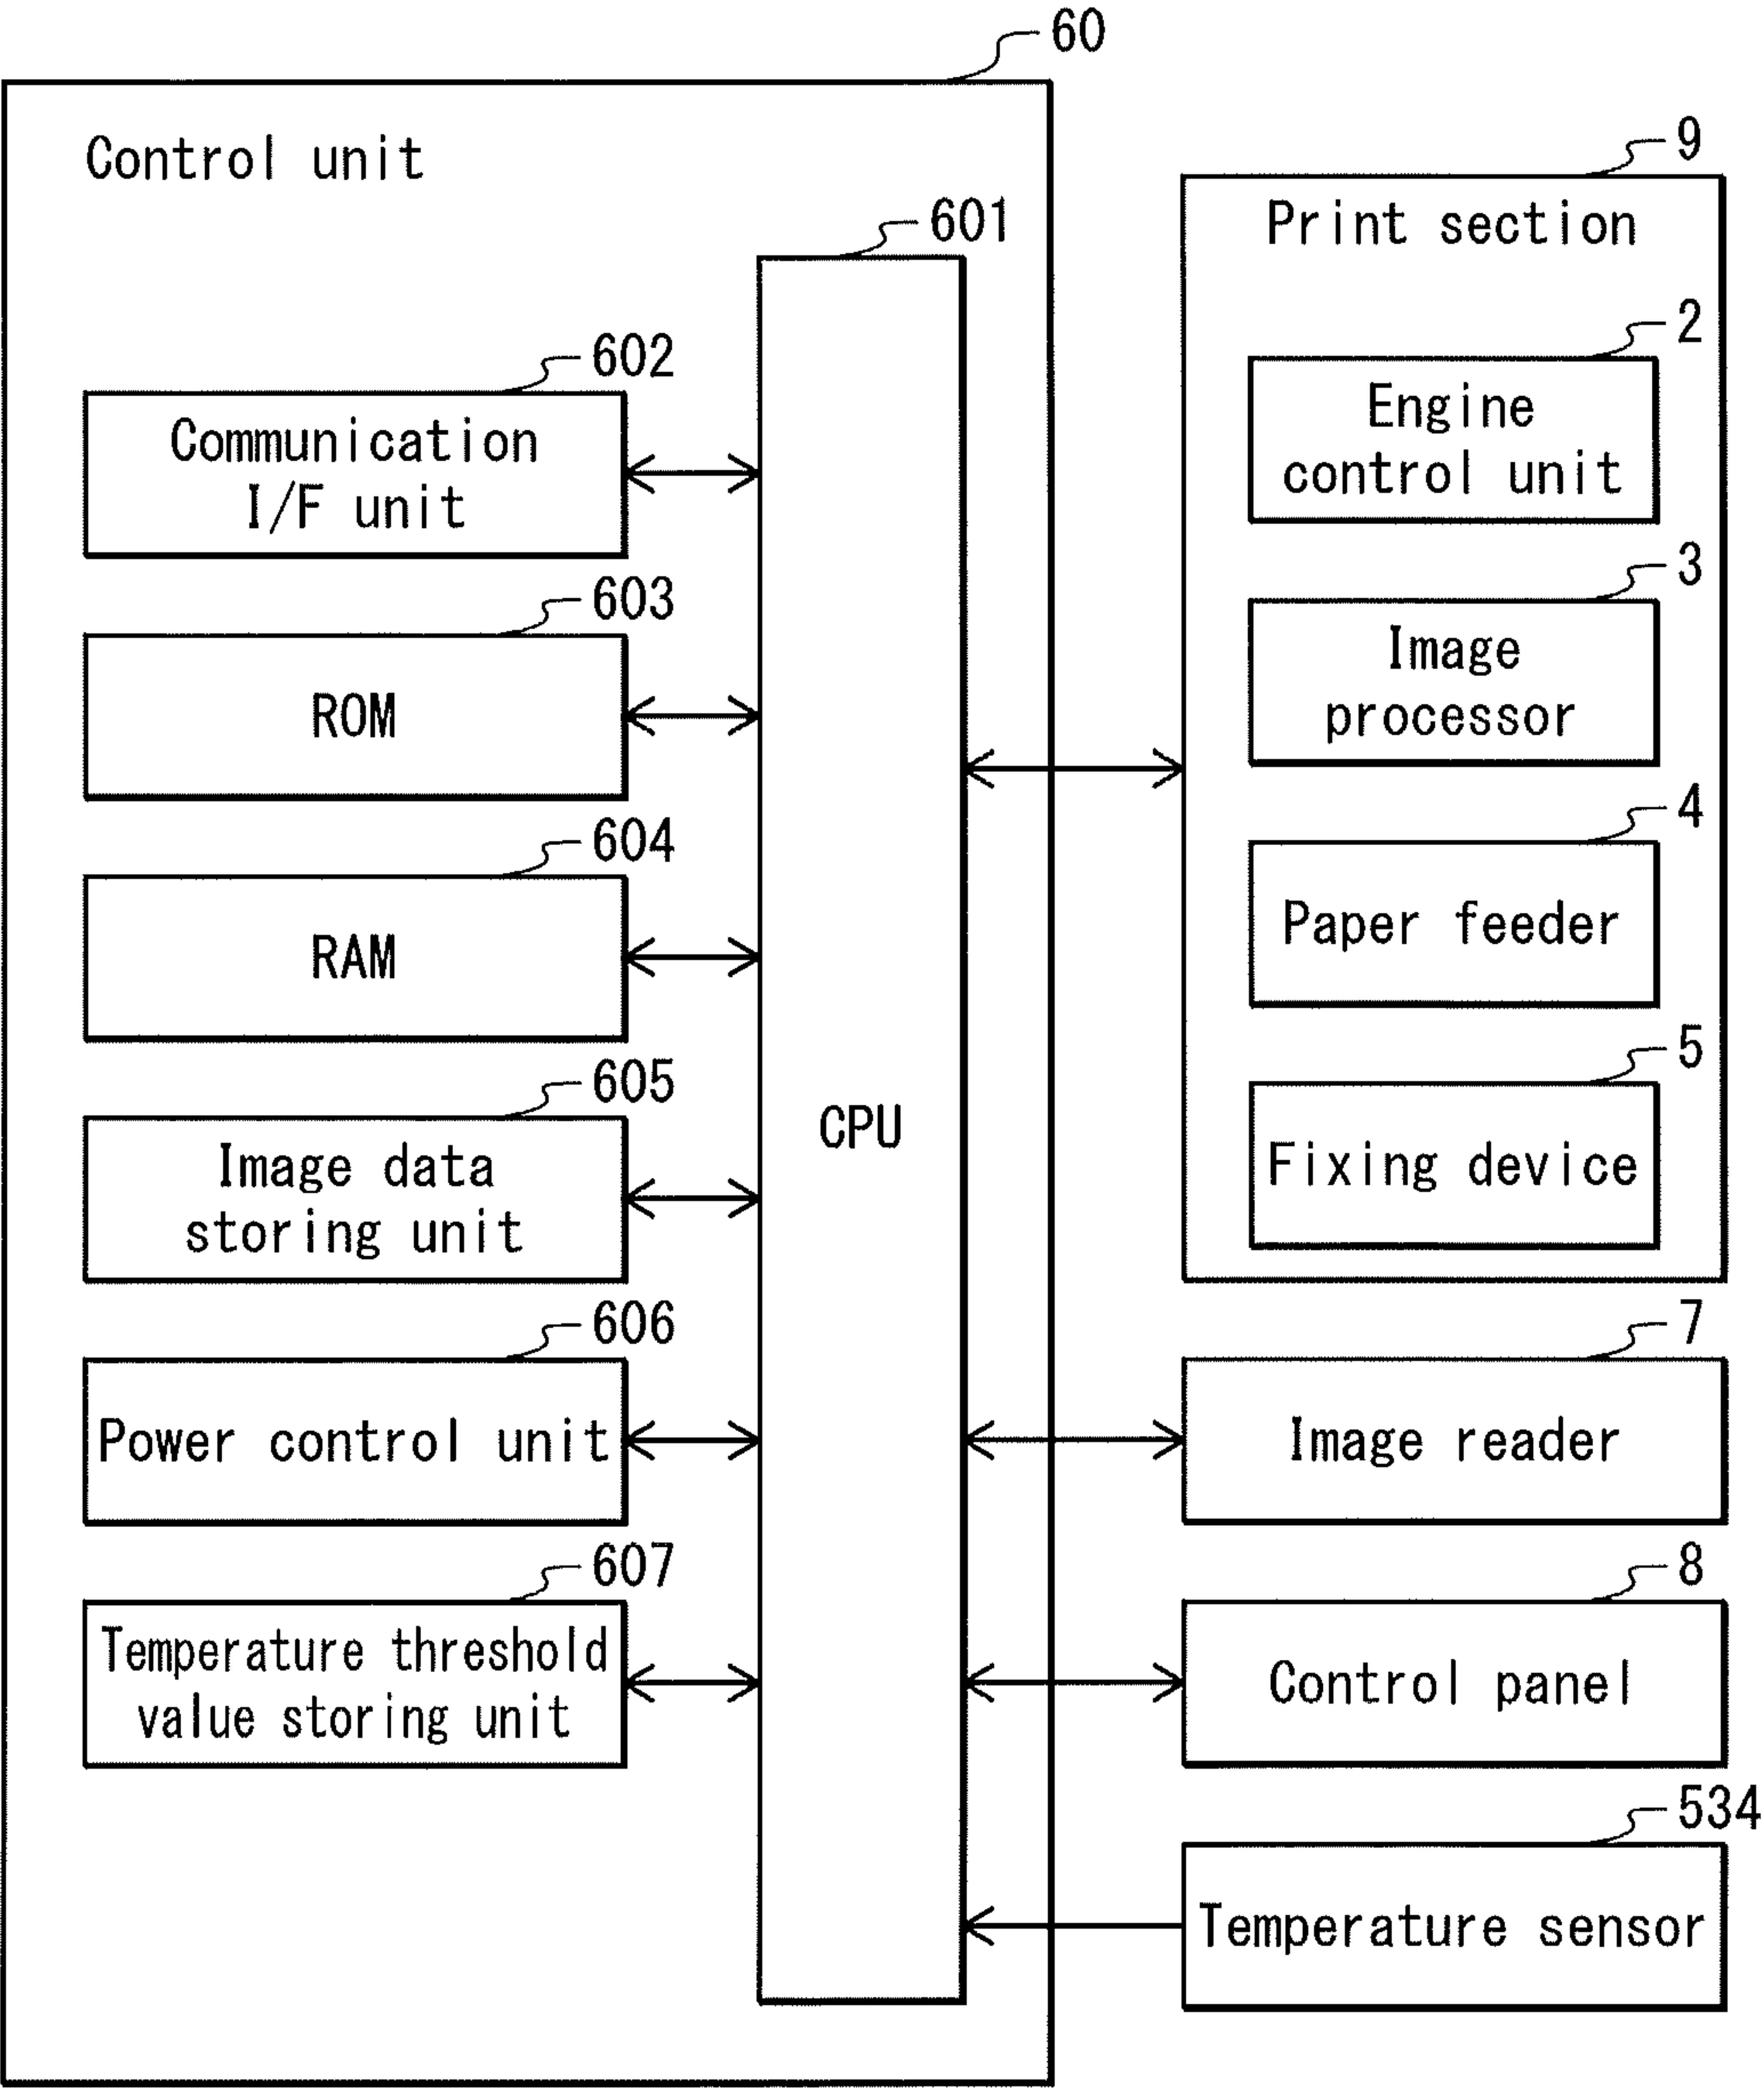 60
Control unit
601
CPU
602
Communication
I/F unit
603
ROM
604
RAM
605
Image data
storing unit
606
Power control unit
607
Temperature threshold
value storing unit
9
Print section
2
Engine
control unit
3
Image
processor
4
Paper feeder
5
Fixing device
7
Image reader
8
Control panel
534
Temperature sensor